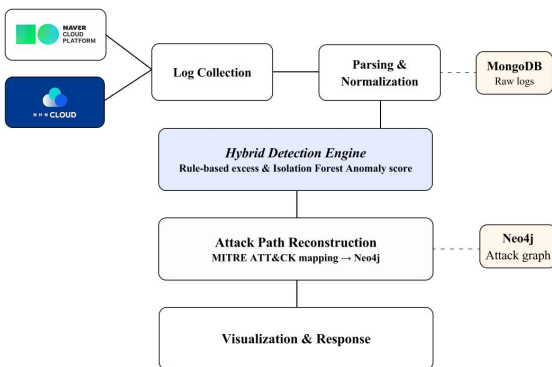 NAVER
CLOUD
PLATFORM
NHN CLOUD
Log Collection
Parsing &
Normalization
MongoDB
Raw logs
Hybrid Detection Engine
Rule-based excess & Isolation Forest Anomaly score
Attack Path Reconstruction
MITRE ATT&CK mapping → Neo4j
Neo4j
Attack graph
Visualization & Response